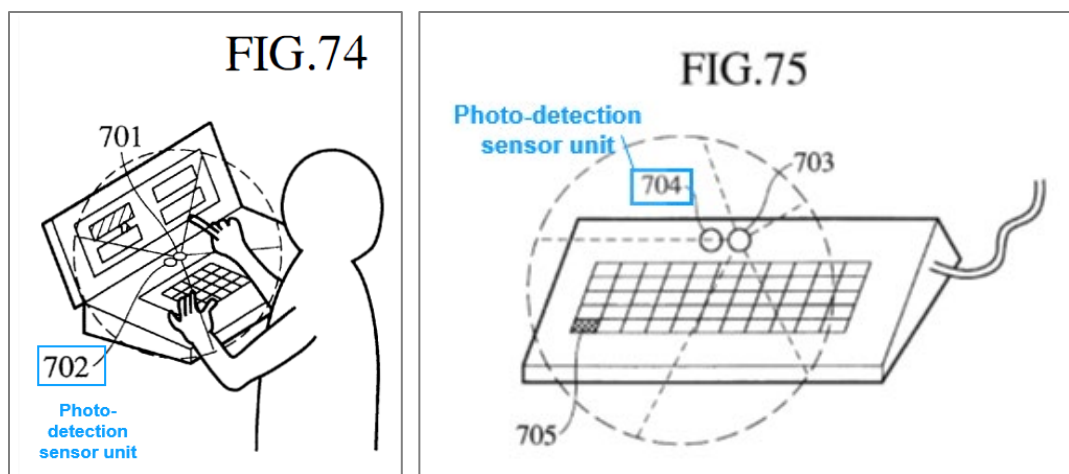 FIG.74
701
702
Photo-
detection
sensor unit
FIG.75
Photo-detection
sensor unit
704
703
705